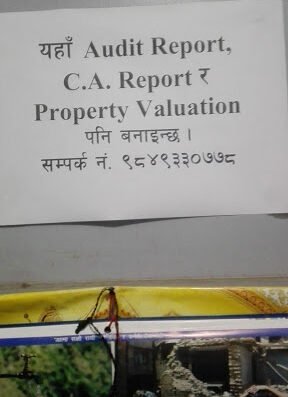 यहाँ Audit Report,
C.A. Report र
Property Valuation
पनि बनाइन्छ ।
सम्पर्क नं. ९८४९३३०७७८